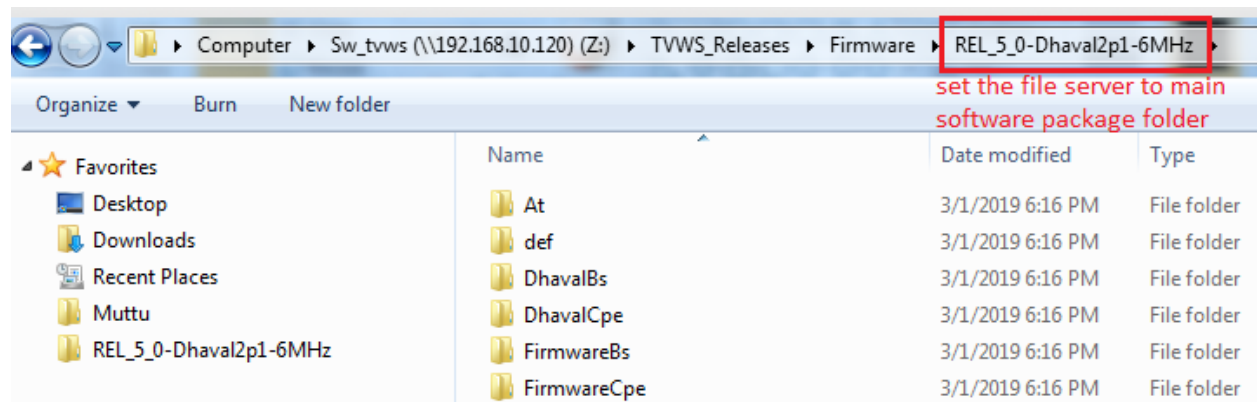 Computer Sw_tvws (\\192.168.10.120) (Z:) TVWS_Releases Firmware REL_5_0-Dhaval2p1-6MHz
Organize Burn New folder
set the file server to main
software package folder
Favorites
Desktop
Downloads
Recent Places
Muttu
REL_5_0-Dhaval2p1-6MHz
Name Date modified Type
At 3/1/2019 6:16 PM File folder
def 3/1/2019 6:16 PM File folder
DhavalBs 3/1/2019 6:16 PM File folder
DhavalCpe 3/1/2019 6:16 PM File folder
FirmwareBs 3/1/2019 6:16 PM File folder
FirmwareCpe 3/1/2019 6:16 PM File folder